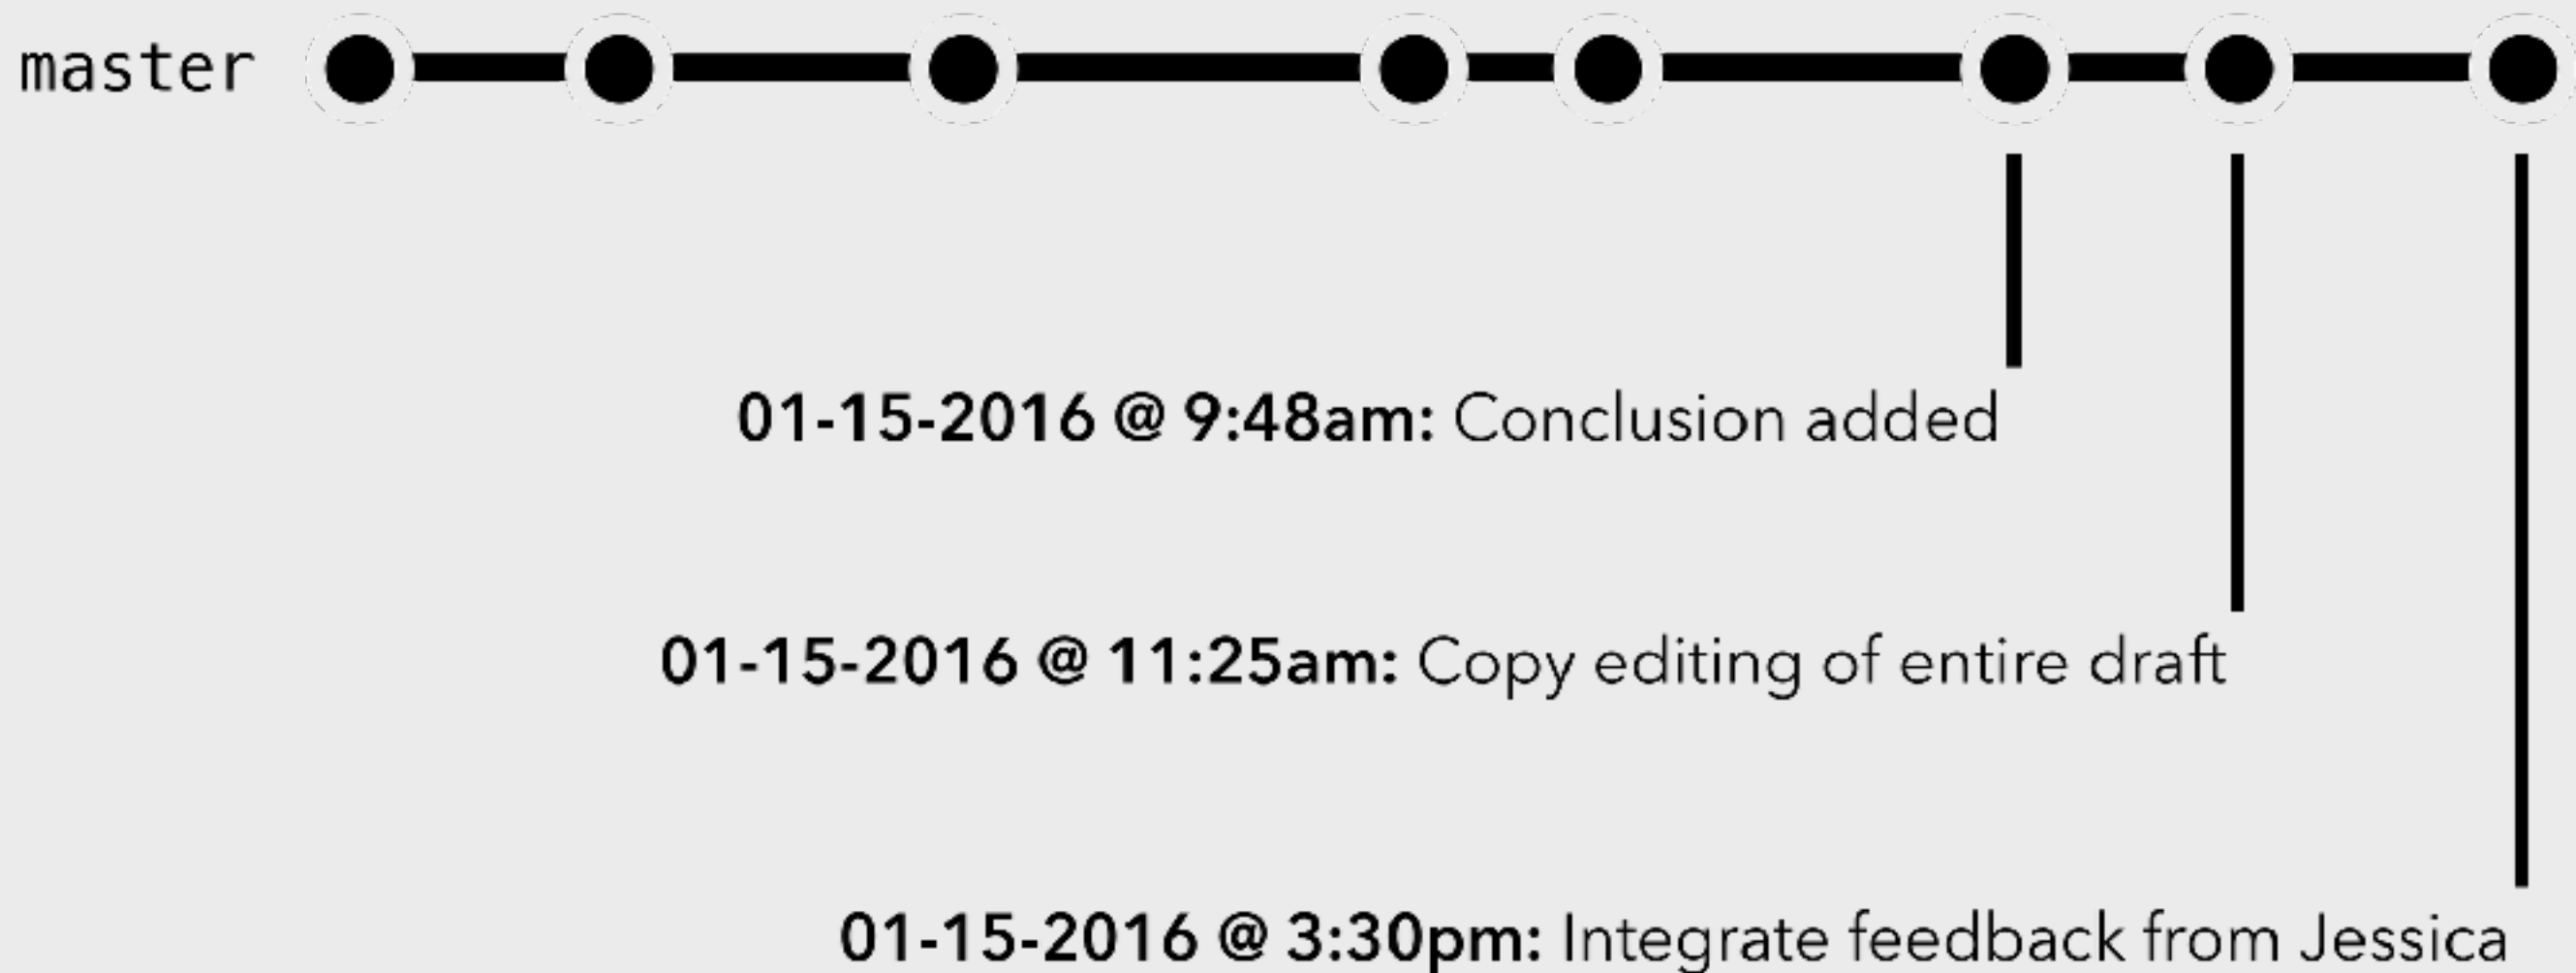 master
01-15-2016 @ 9:48am: Conclusion added
01-15-2016 @ 11:25am: Copy editing of entire draft
01-15-2016 @ 3:30pm: Integrate feedback from Jessica